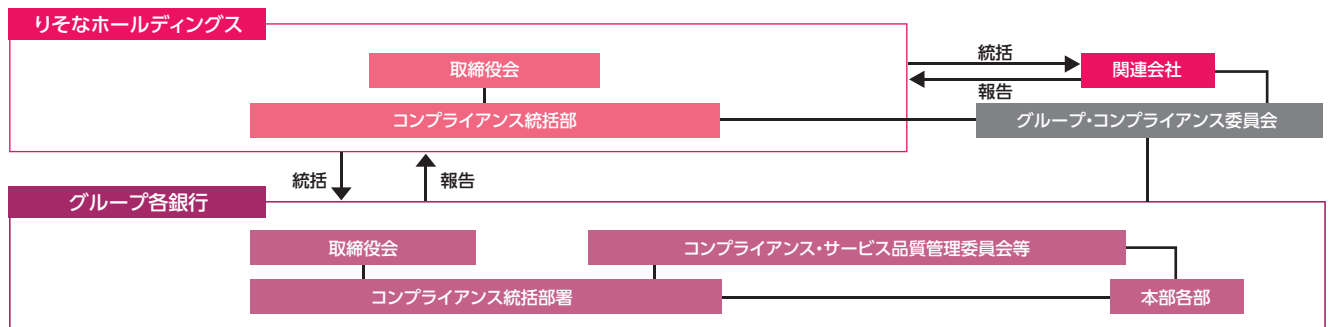 りそなホールディングス
取締役会
コンプライアンス統括部
統括
報告
関連会社
グループ・コンプライアンス委員会
統括
報告
グループ各銀行
取締役会
コンプライアンス・サービス品質管理委員会等
コンプライアンス統括部署
本部各部